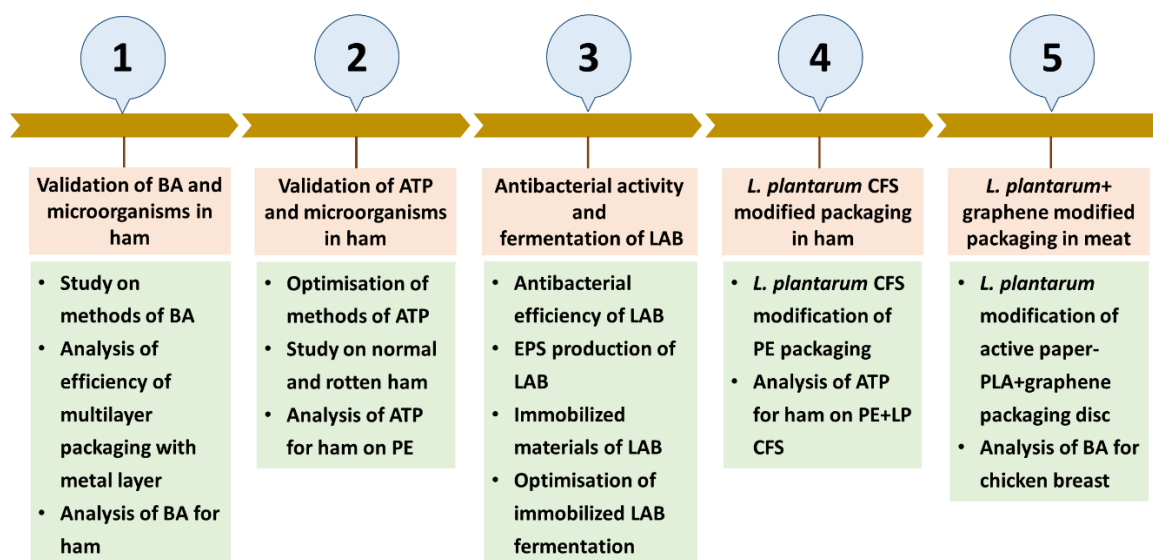 1
2
3
4
5
Validation of BA and
microorganisms in
ham
Validation of ATP
and microorganisms
in ham
Antibacterial activity
and
fermentation of LAB
L. plantarum CFS
modified packaging
in ham
L. plantarum+
graphene modified
packaging in meat
• Study on
methods of BA
• Analysis of
efficiency of
multilayer
packaging with
metal layer
• Analysis of BA for
ham
• Optimisation of
methods of ATP
• Study on normal
and rotten ham
• Analysis of ATP
for ham on PE
• Antibacterial
efficiency of LAB
• EPS production of
LAB
• Immobilized
materials of LAB
• Optimisation of
immobilized LAB
fermentation
• L. plantarum CFS
modification of
PE packaging
• Analysis of ATP
for ham on PE+LP
CFS
• L. plantarum
modification of
active paper-
PLA+graphene
packaging disc
• Analysis of BA for
chicken breast